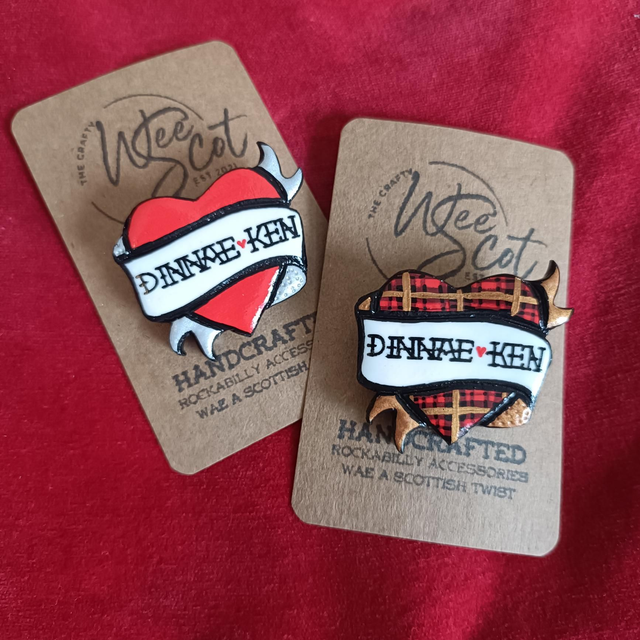 THE CRAFTY
Wee
Scot
EST 2021
DINNAE ♥ KEN
HANDCRAFTED
ROCKABILLY ACCESS
WAE A SCOTTISH
THE CRAFTY
Wee
Scot
DINNAE ♥ KEN
HANDCRAFTED
ROCKABILLY ACCESSORIES
WAE A SCOTTISH TWIST